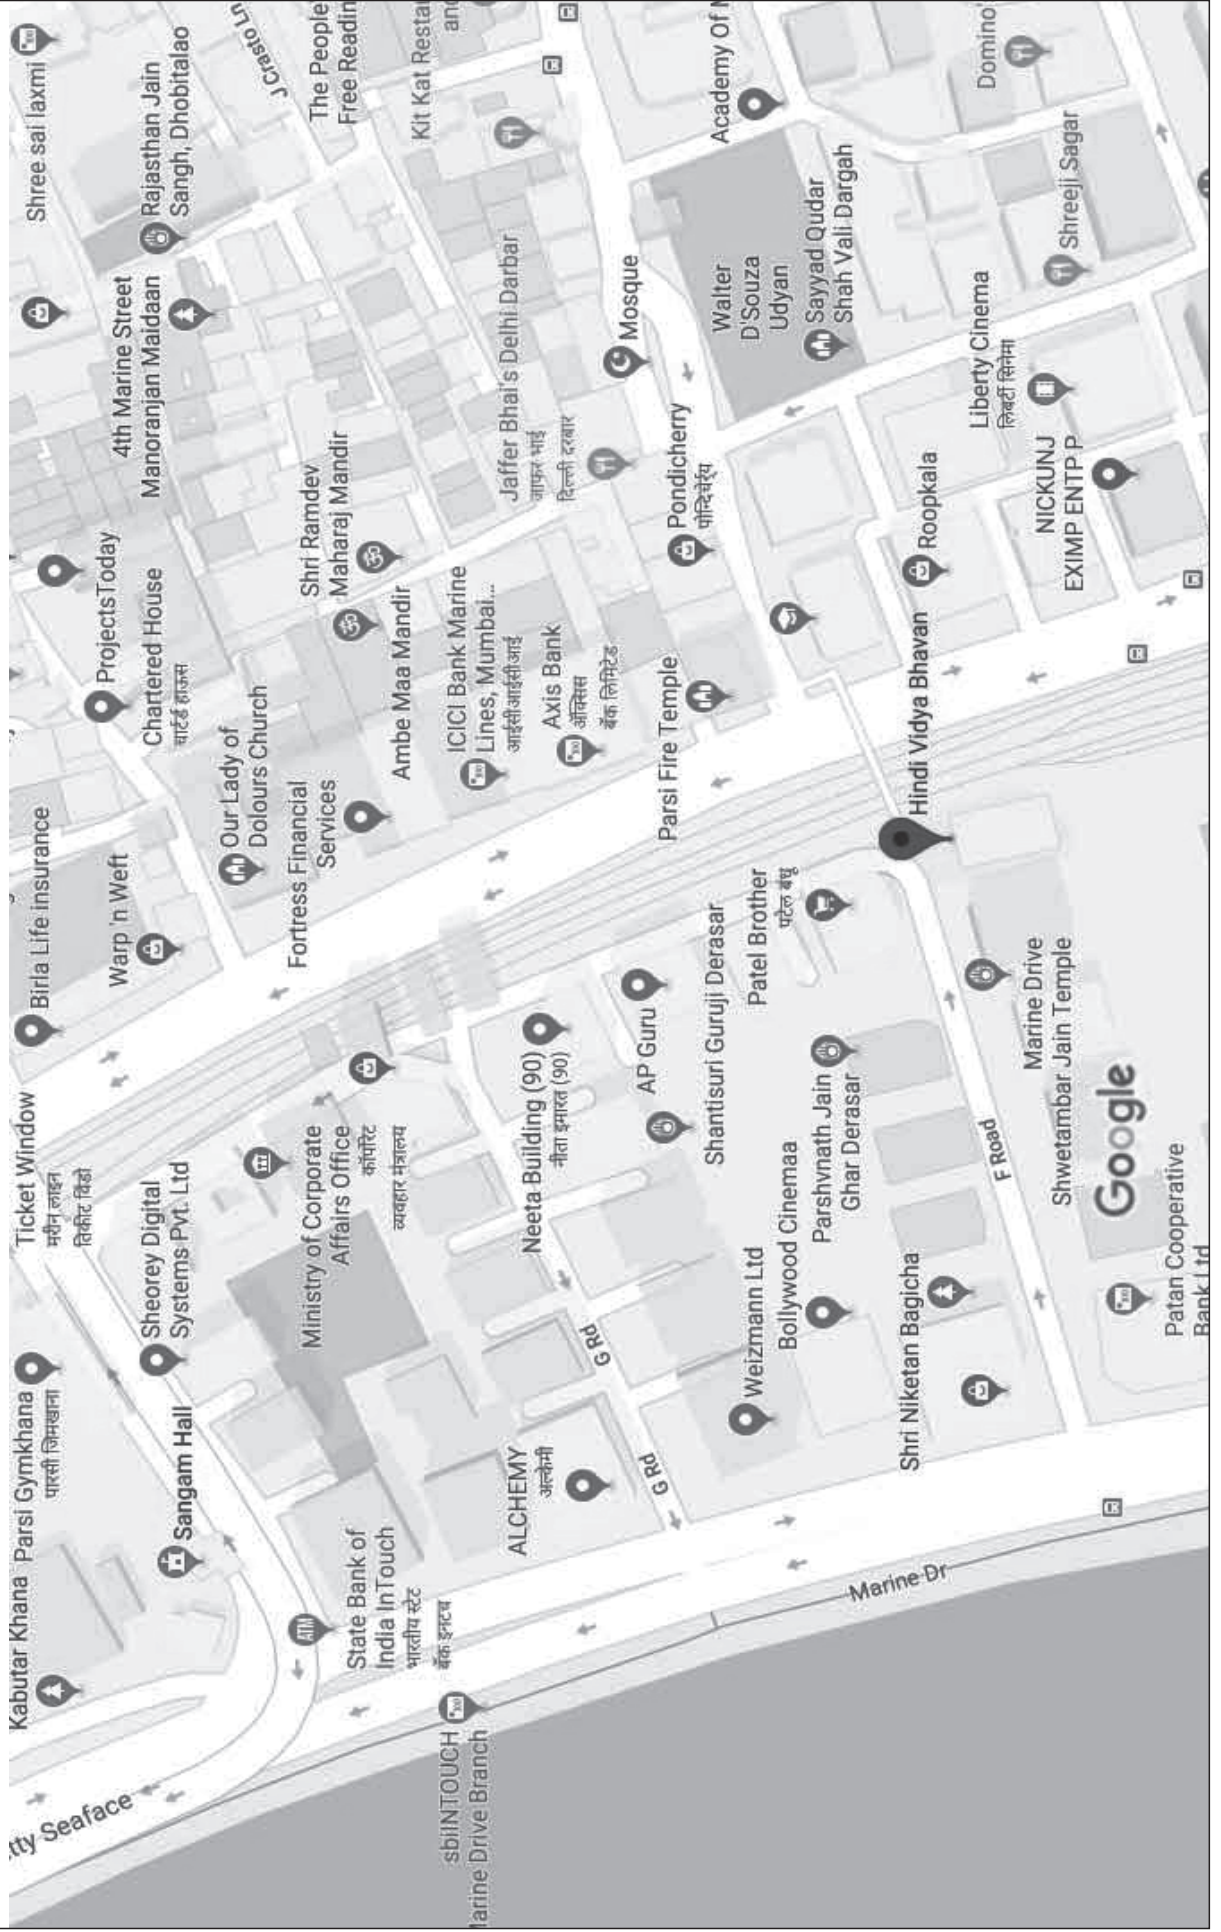 Shree sai laxmi
Rajasthan Jain
Sangh, Dhobitalao
J Crasto Ln
The People
Free Readin
Kit Kat Resta
and
Academy Of
Domino'
4th Marine Street
Manoranjan Maidaan
Jaffer Bhai's Delhi Darbar
जाफर भाई
दिल्ली दरबार
Mosque
Walter
D'Souza
Udyan
Sayyad Qudar
Shah Vali Dargah
Shreeji Sagar
Liberty Cinema
लिबर्टी सिनेमा
ProjectsToday
Chartered House
चार्टर्ड हाऊस
Shri Ramdev
Maharaj Mandir
Ambe Maa Mandir
Pondicherry
Roopkala
NICKUNJ
EXIMP ENTP P
ICICI Bank Marine
Lines, Mumbai...
आईसीआईसीआई
Axis Bank
अ‍ॅक्सिस
बँक लिमिटेड
Parsi Fire Temple
Hindi Vidya Bhavan
Birla Life insurance
Warp 'n Weft
Our Lady of
Dolours Church
Fortress Financial
Services
Patel Brother
पटेल बंधू
AP Guru
Shantisuri Guruji Derasar
Marine Drive
Shwetambar Jain Temple
Ticket Window
मरीन लाइन
तिकीट विंडो
Sheorey Digital
Systems Pvt. Ltd
Ministry of Corporate
Affairs Office
कॉर्पोरेट
व्यवहार मंत्रालय
Neeta Building (90)
नीता इमारत (90)
Parshvnath Jain
Ghar Derasar
F Road
Google
Parsi Gymkhana
पारसी जिमखाना
Sangam Hall
G Rd
G Rd
Weizmann Ltd
Bollywood Cinemaa
Shri Niketan Bagicha
Patan Cooperative
Bank Ltd
ALCHEMY
अल्केमी
Kabutar Khana
ATM
State Bank of
India InTouch
भारतीय स्टेट
बँक इनटच
Marine Dr
tty Seaface
sbiINTOUCH
Marine Drive Branch